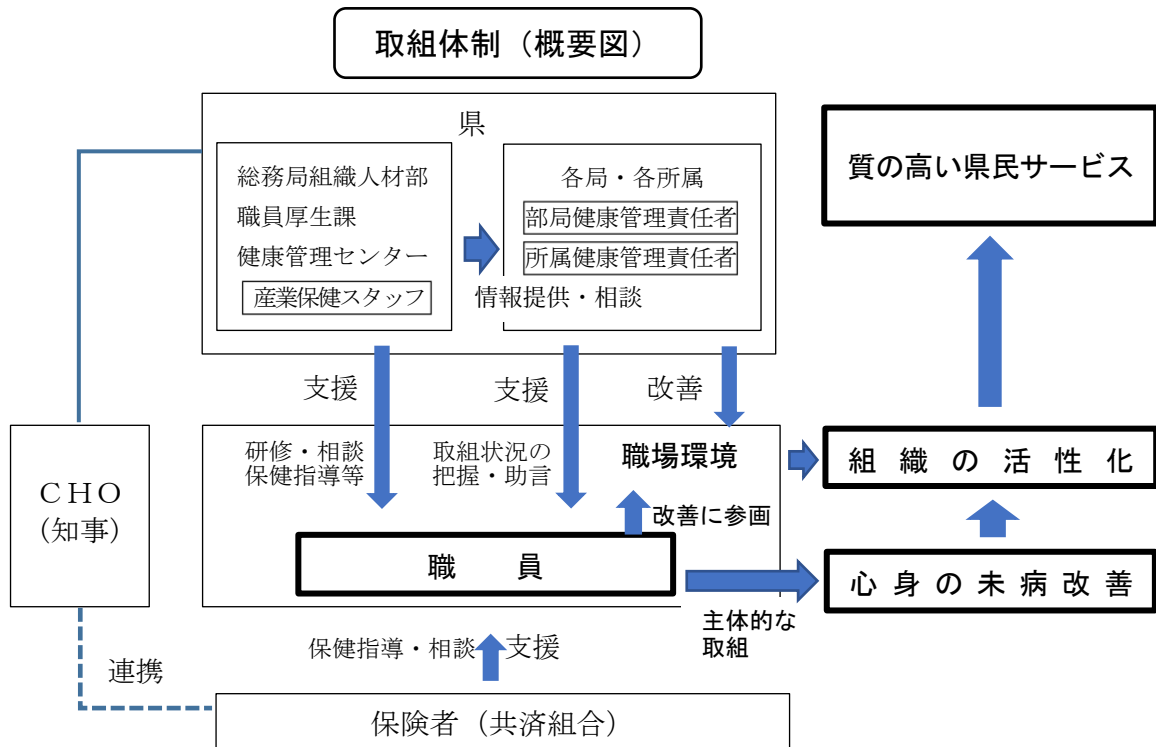 取組体制（概要図）
県
総務局組織人材部
職員厚生課
健康管理センター
産業保健スタッフ
各局・各所属
部局健康管理責任者
所属健康管理責任者
情報提供・相談
質の高い県民サービス
支援
支援
改善
研修・相談
保健指導等
取組状況の
把握・助言
職場環境
組織の活性化
CHO
（知事）
改善に参画
職員
心身の未病改善
主体的な
取組
保健指導・相談
支援
連携
保険者（共済組合）